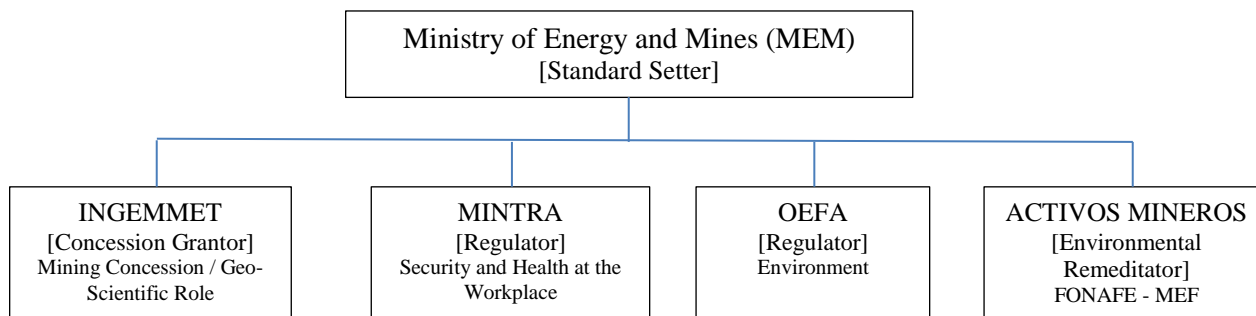 Ministry of Energy and Mines (MEM)
[Standard Setter]
INGEMMET
[Concession Grantor]
Mining Concession / Geo-
Scientific Role
MINTRA
[Regulator]
Security and Health at the
Workplace
OEFA
[Regulator]
Environment
ACTIVOS MINEROS
[Environmental
Remeditator]
FONAFE - MEF